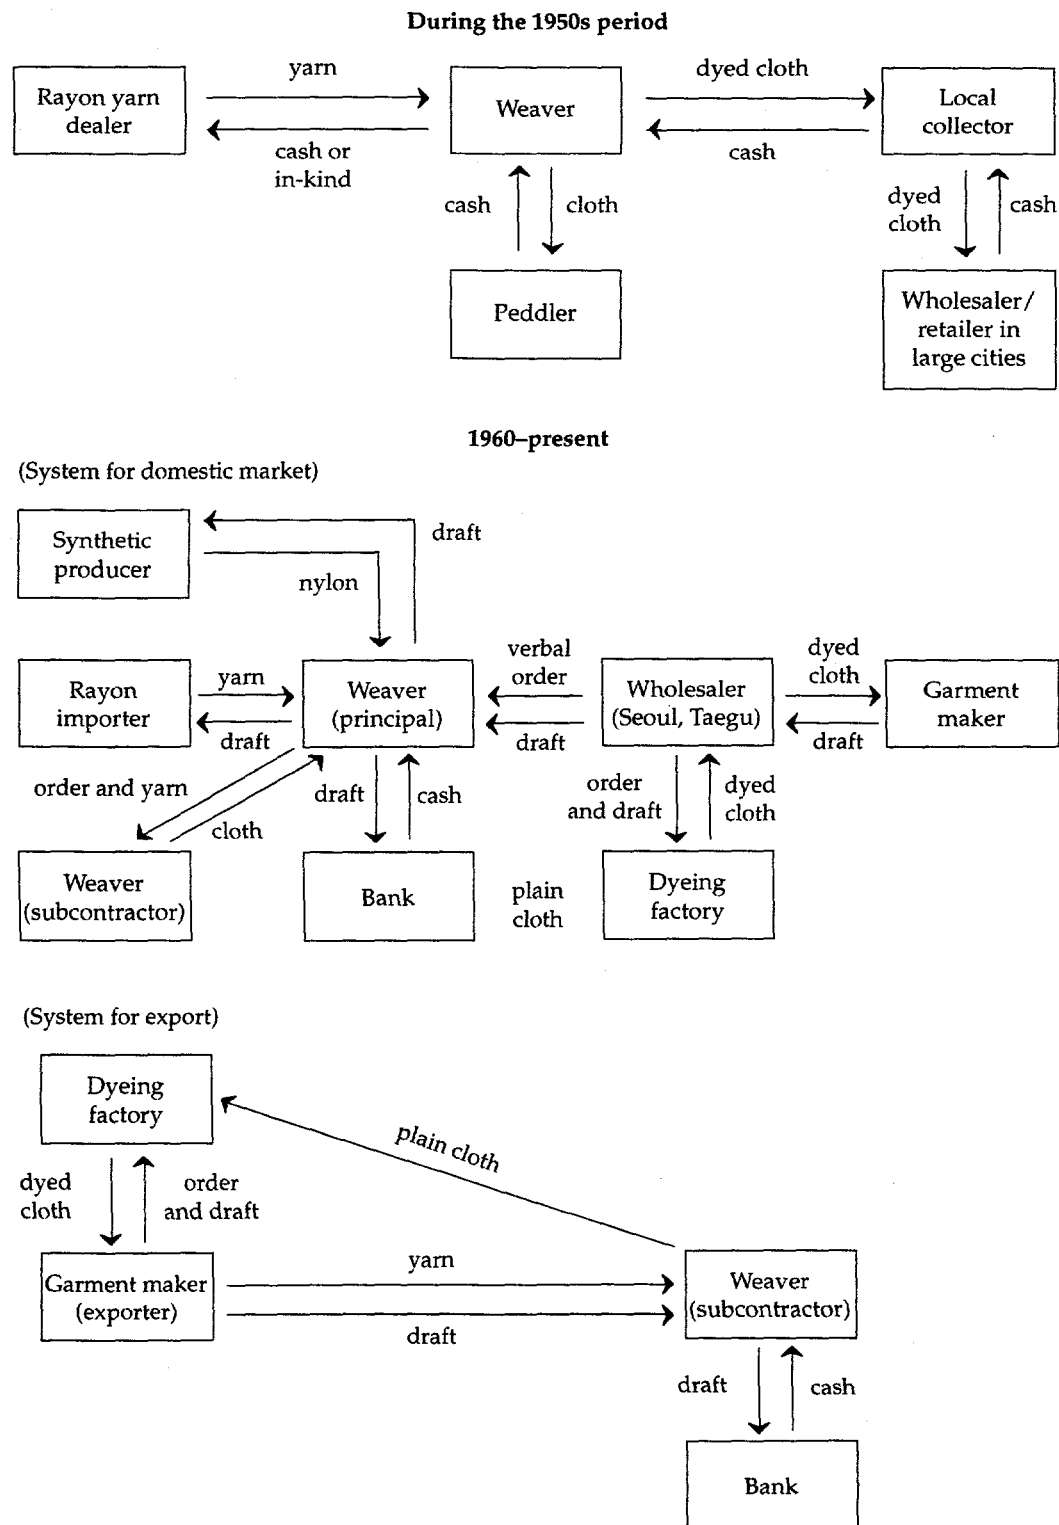 During the 1950s period
yarn
dyed cloth
Rayon yarn
dealer
Weaver
Local
collector
cash or
in-kind
cash
cash
cloth
dyed
cloth
cash
Peddler
Wholesaler/
retailer in
large cities
1960–present
(System for domestic market)
Synthetic
producer
draft
nylon
verbal
order
dyed
cloth
Rayon
importer
yarn
draft
Weaver
(principal)
draft
Wholesaler
(Seoul, Taegu)
draft
Garment
maker
order and yarn
cloth
draft
cash
order
and draft
dyed
cloth
Weaver
(subcontractor)
Bank
plain
cloth
Dyeing
factory
(System for export)
Dyeing
factory
plain cloth
dyed
cloth
order
and draft
Garment maker
(exporter)
yarn
draft
Weaver
(subcontractor)
draft
cash
Bank